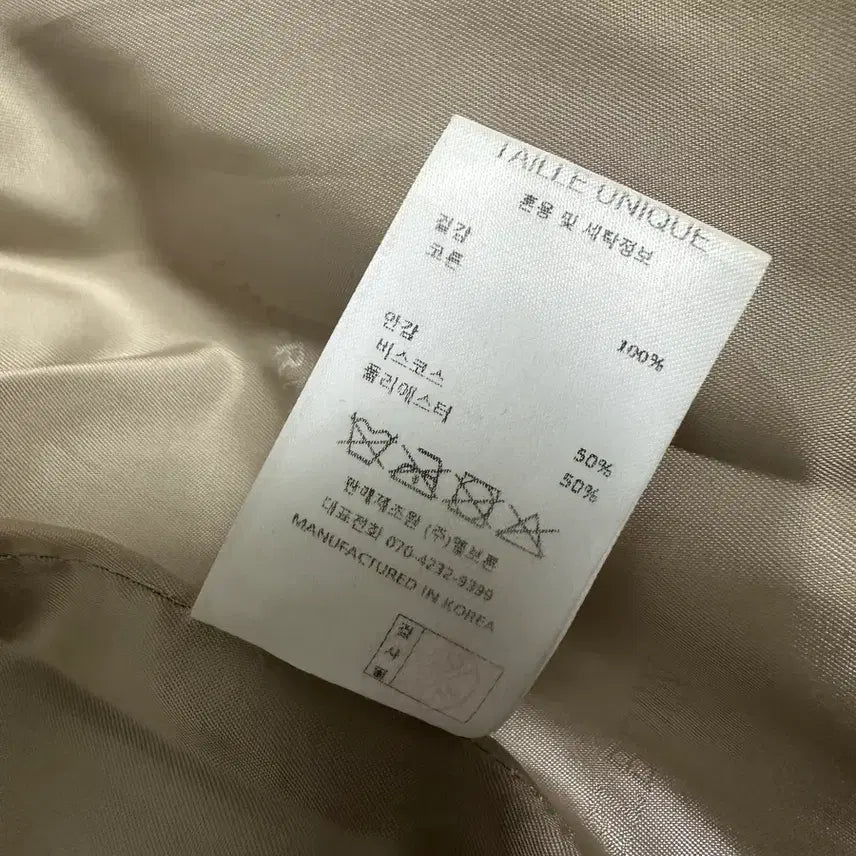 TAILLE UNIQUE
혼용 및 세탁정보
겉감
코튼 100%
안감
비스코스 50%
폴리에스터 50%
판매제조원 (주)엘보론
대표전화 070-4232-9399
MANUFACTURED IN KOREA
검사필
R